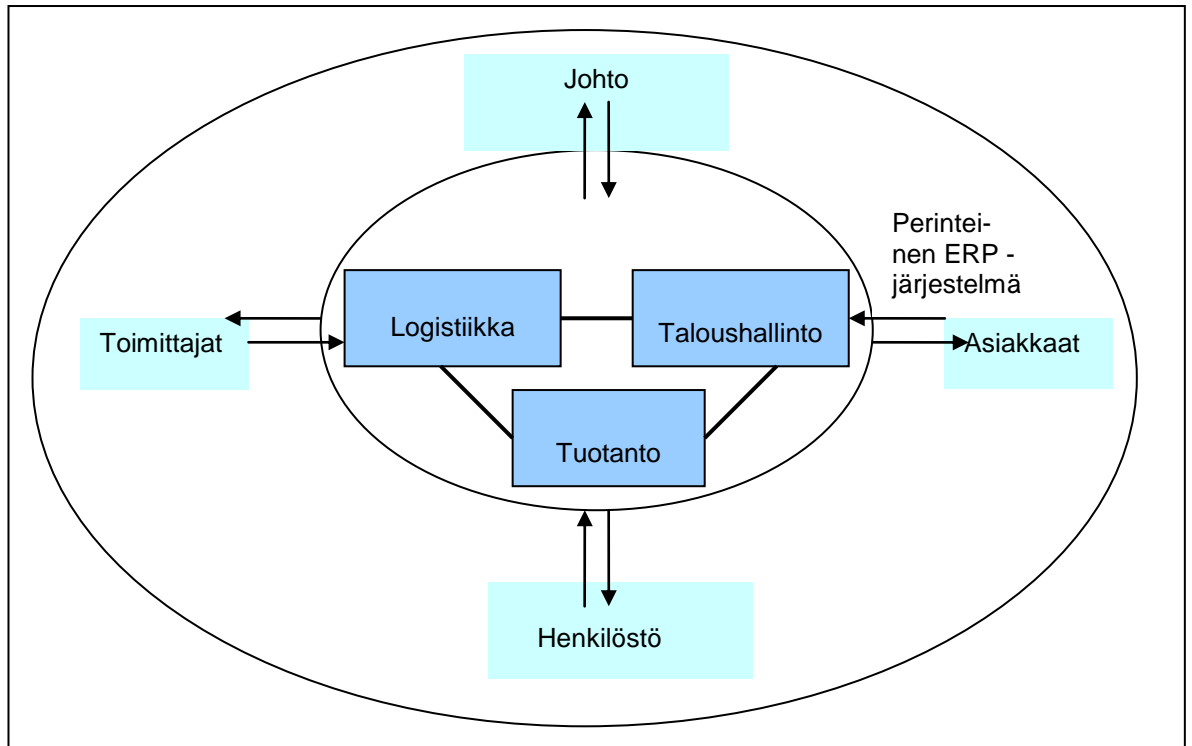 Johto
Perintei-
nen ERP -
järjestelmä
Logistiikka
Taloushallinto
Toimittajat
Asiakkaat
Tuotanto
Henkilöstö